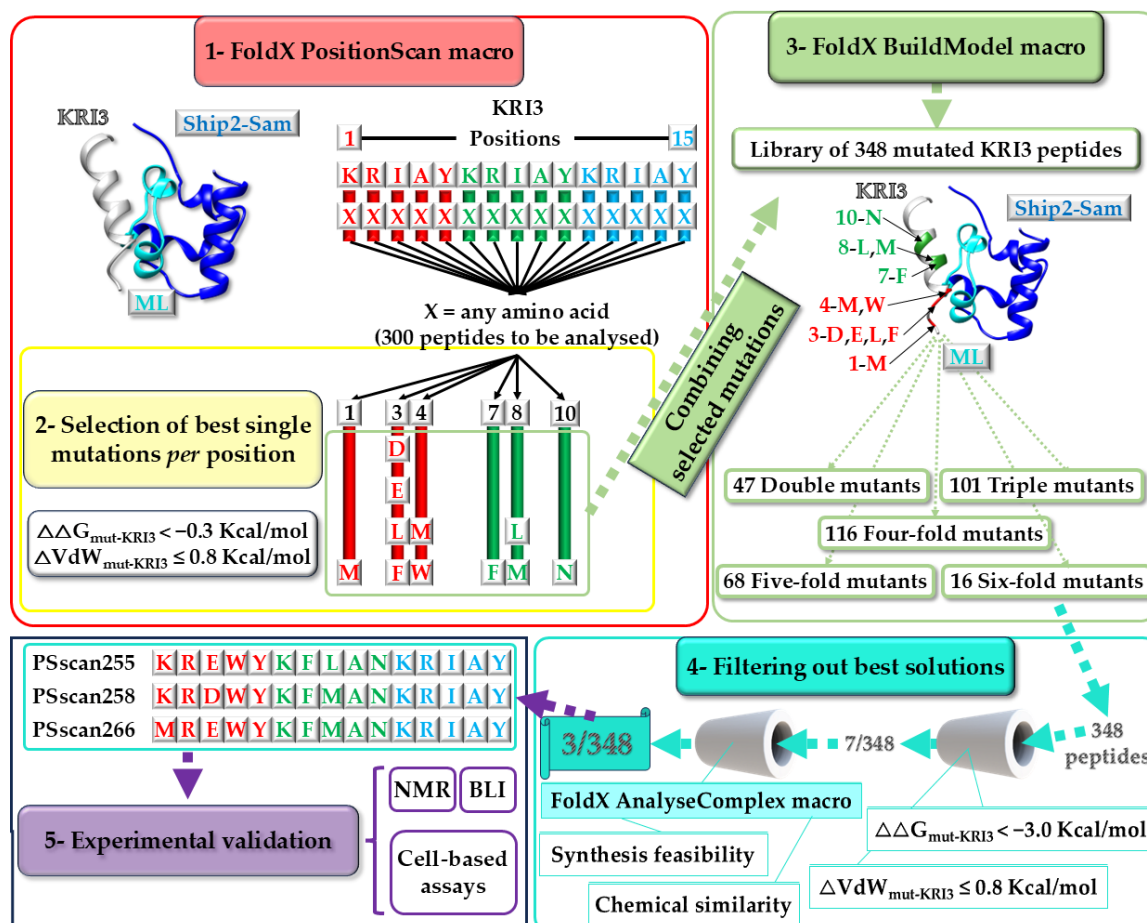 1- FoldX PositionScan macro
KRI3
Ship2-Sam
ML
KRI3
Positions
1
15
K R I A Y K R I A Y K R I A Y
X X X X X X X X X X X X X X X
X = any amino acid
(300 peptides to be analysed)
2- Selection of best single
mutations per position
△△Gmut-KRI3 < −0.3 Kcal/mol
△VdWmut-KRI3 ≤ 0.8 Kcal/mol
1 3 4 7 8 10
D
E
L M L
M F W F M N
Combining
selected mutations
3- FoldX BuildModel macro
Library of 348 mutated KRI3 peptides
KRI3
Ship2-Sam
10-N
8-L,M
7-F
4-M,W
3-D,E,L,F
1-M
ML
47 Double mutants
101 Triple mutants
116 Four-fold mutants
68 Five-fold mutants
16 Six-fold mutants
4- Filtering out best solutions
348
peptides
7/348
3/348
FoldX AnalyseComplex macro
Synthesis feasibility
Chemical similarity
△△Gmut-KRI3 < −3.0 Kcal/mol
△VdWmut-KRI3 ≤ 0.8 Kcal/mol
PSscan255 K R E W Y K F L A N K R I A Y
PSscan258 K R D W Y K F M A N K R I A Y
PSscan266 M R E W Y K F M A N K R I A Y
5- Experimental validation
NMR
BLI
Cell-based
assays